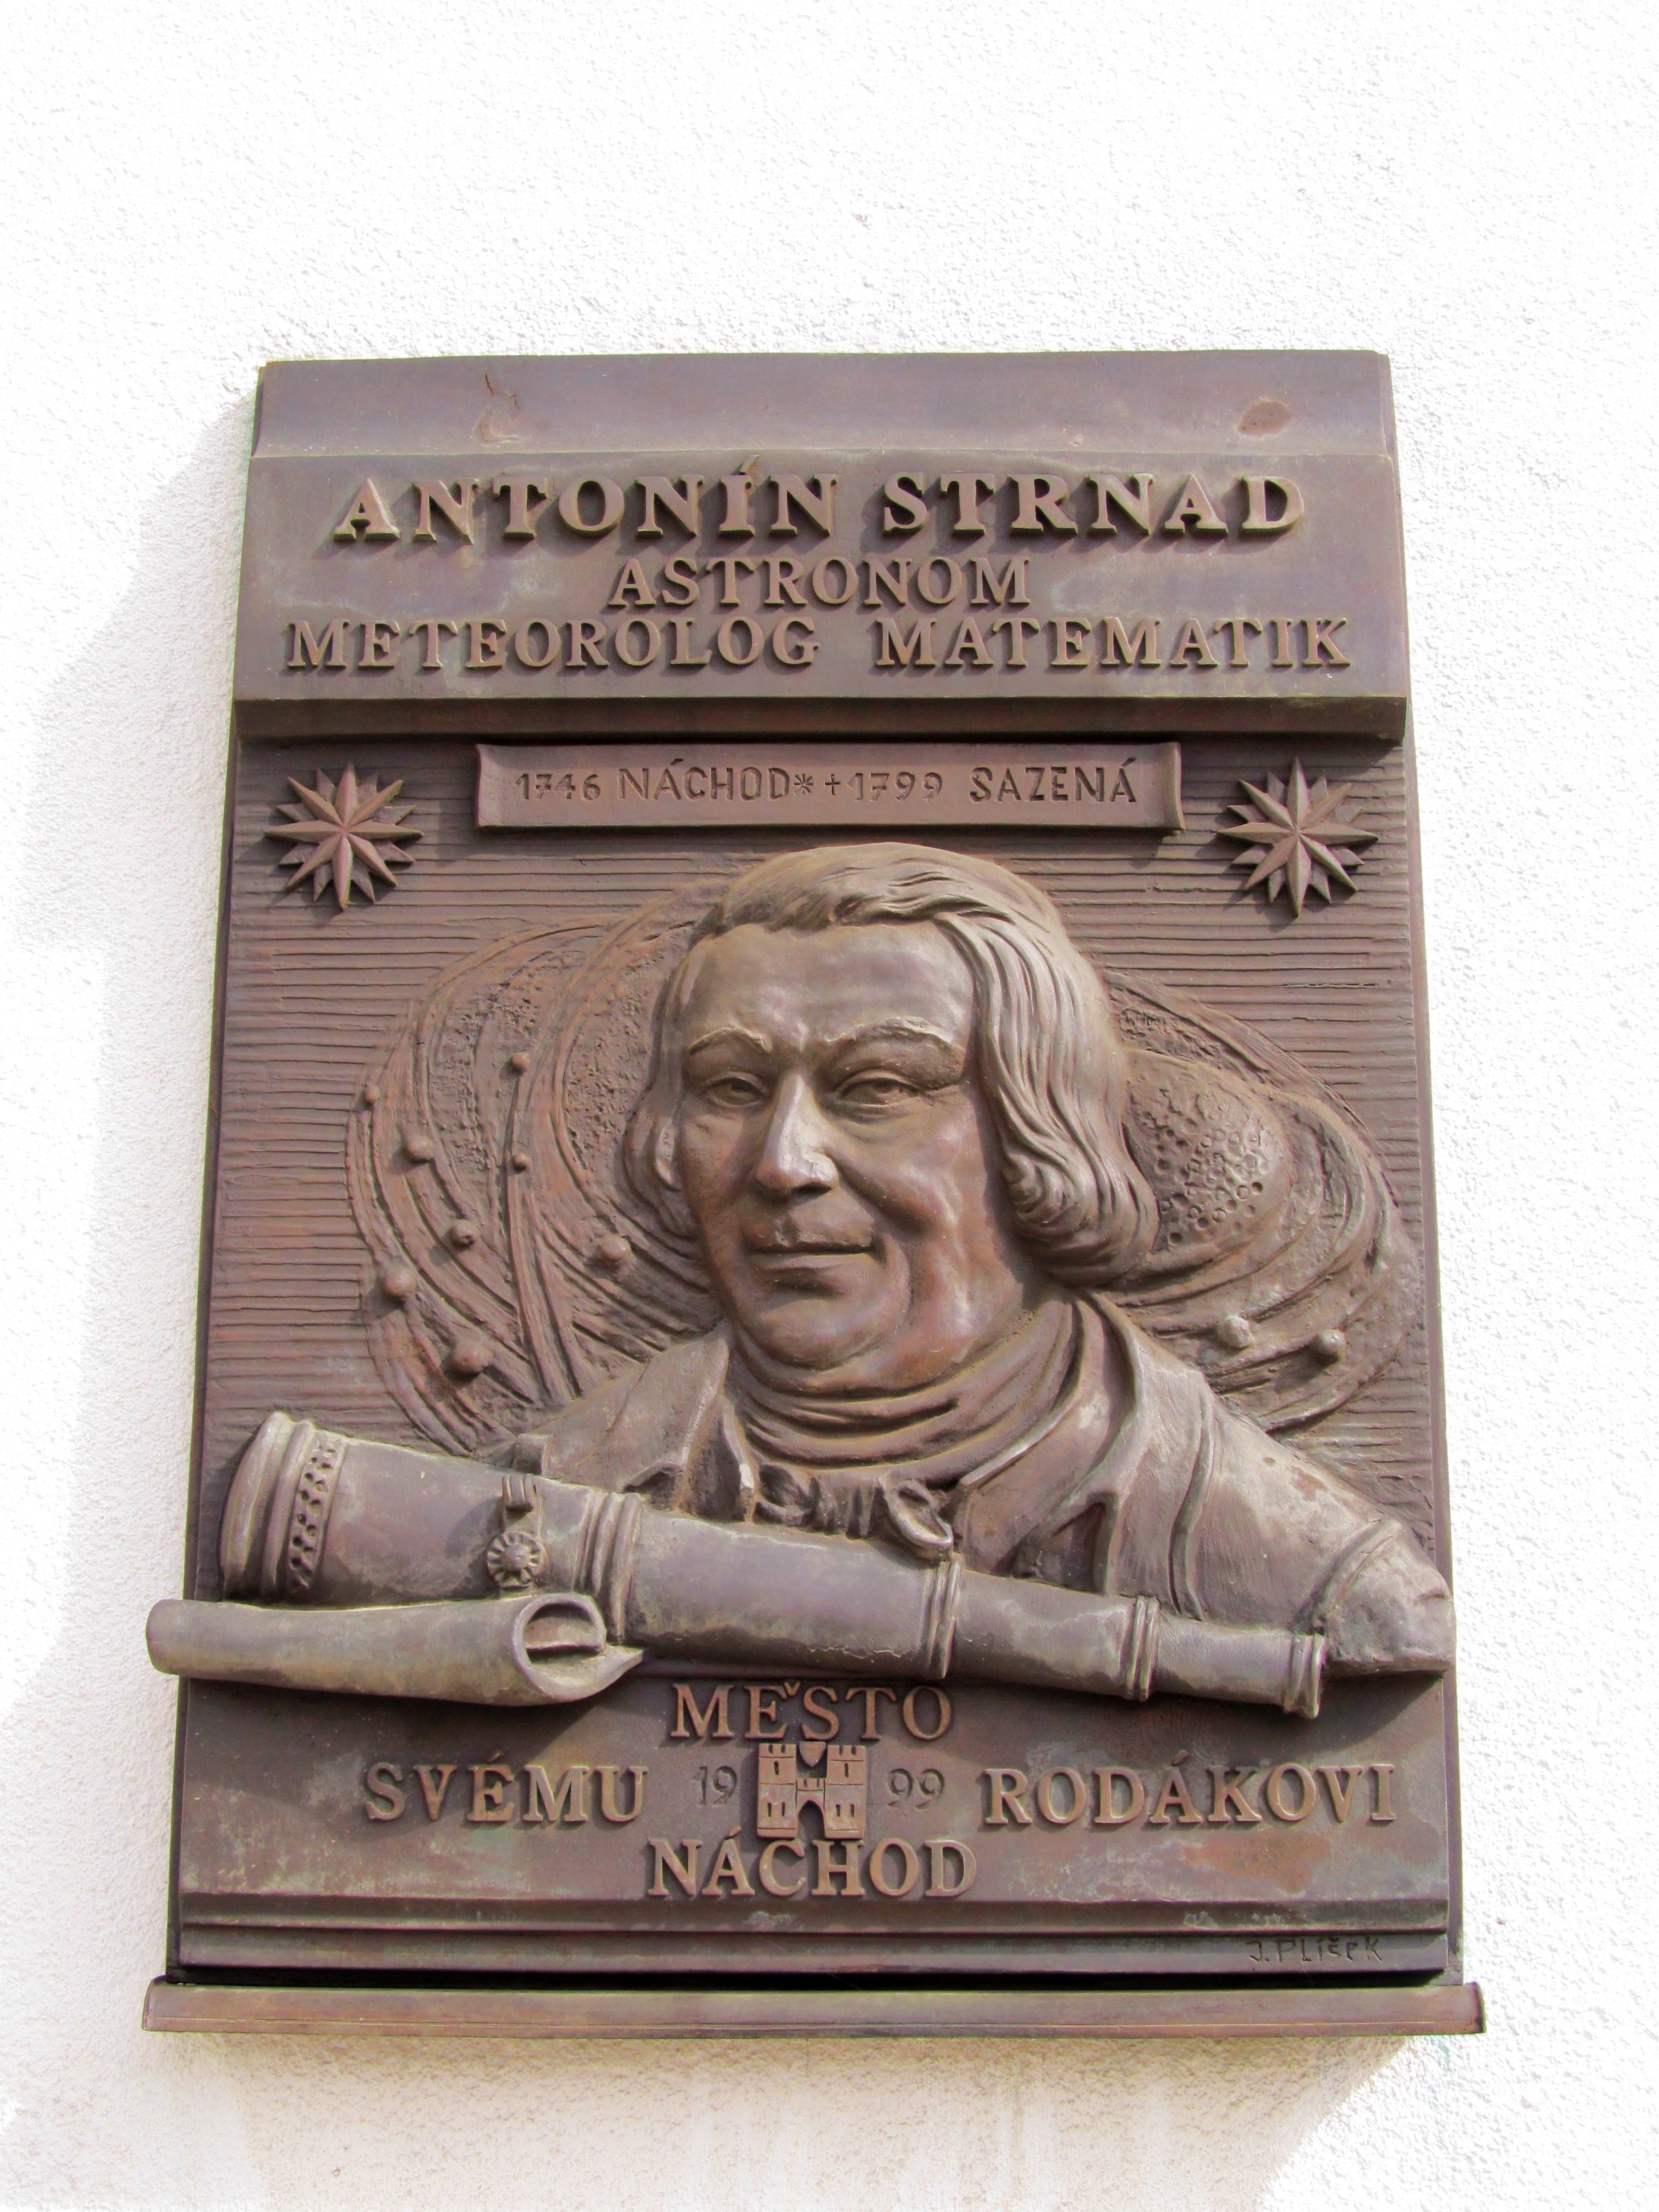 ANTONÍN STRNAD
ASTRONOM
METEOROLOG MATEMATIK
1746 NÁCHOD*+1799 SAZENÁ
MĚSTO
SVÉMU 19 99 RODÁKOVI
NÁCHOD
J. PLíšeK